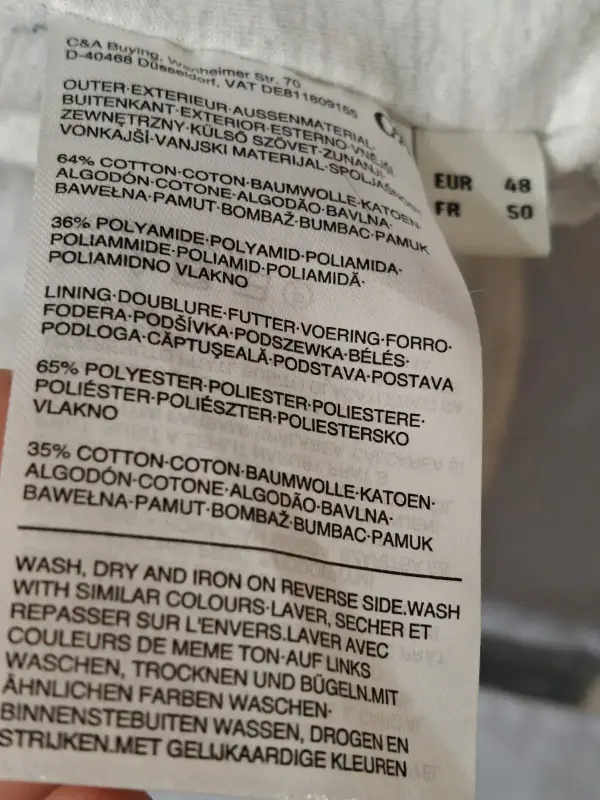 C&A Buying, Wanheimer Str. 70
D-40468 Düsseldorf, VAT DE811809155
OUTER·EXTERIEUR·AUSSENMATERIAL·
BUITENKANT·EXTERIOR·ESTERNO·VNĚJŠÍ
ZEWNĘTRZNY·KÜLSŐ SZÖVET·ZUNANJI·
VONKAJŠÍ·VANJSKI MATERIJAL·SPOLJAŠNOST
64% COTTON·COTON·BAUMWOLLE·KATOEN·
ALGODÓN·COTONE·ALGODÃO·BAVLNA·
BAWEŁNA·PAMUT·BOMBAŽ·BUMBAC·PAMUK
36% POLYAMIDE·POLYAMID·POLIAMIDA·
POLIAMMIDE·POLIAMID·POLIAMIDĂ·
POLIAMIDNO VLAKNO
LINING·DOUBLURE·FUTTER·VOERING·FORRO·
FODERA·PODŠÍVKA·PODSZEWKA·BÉLÉS·
PODLOGA·CĂPTUŞEALĂ·PODSTAVA·POSTAVA
65% POLYESTER·POLIESTER·POLIESTERE·
POLIÉSTER·POLIÉSZTER·POLIESTERSKO
VLAKNO
35% COTTON·COTON·BAUMWOLLE·KATOEN·
ALGODÓN·COTONE·ALGODÃO·BAVLNA·
BAWEŁNA·PAMUT·BOMBAŽ·BUMBAC·PAMUK
WASH, DRY AND IRON ON REVERSE SIDE.WASH
WITH SIMILAR COLOURS·LAVER, SECHER ET
REPASSER SUR L'ENVERS.LAVER AVEC
COULEURS DE MEME TON·AUF LINKS
WASCHEN, TROCKNEN UND BÜGELN.MIT
ÄHNLICHEN FARBEN WASCHEN·
BINNENSTEBUITEN WASSEN, DROGEN EN
STRIJKEN.MET GELIJKAARDIGE KLEUREN
EUR 48
FR 50